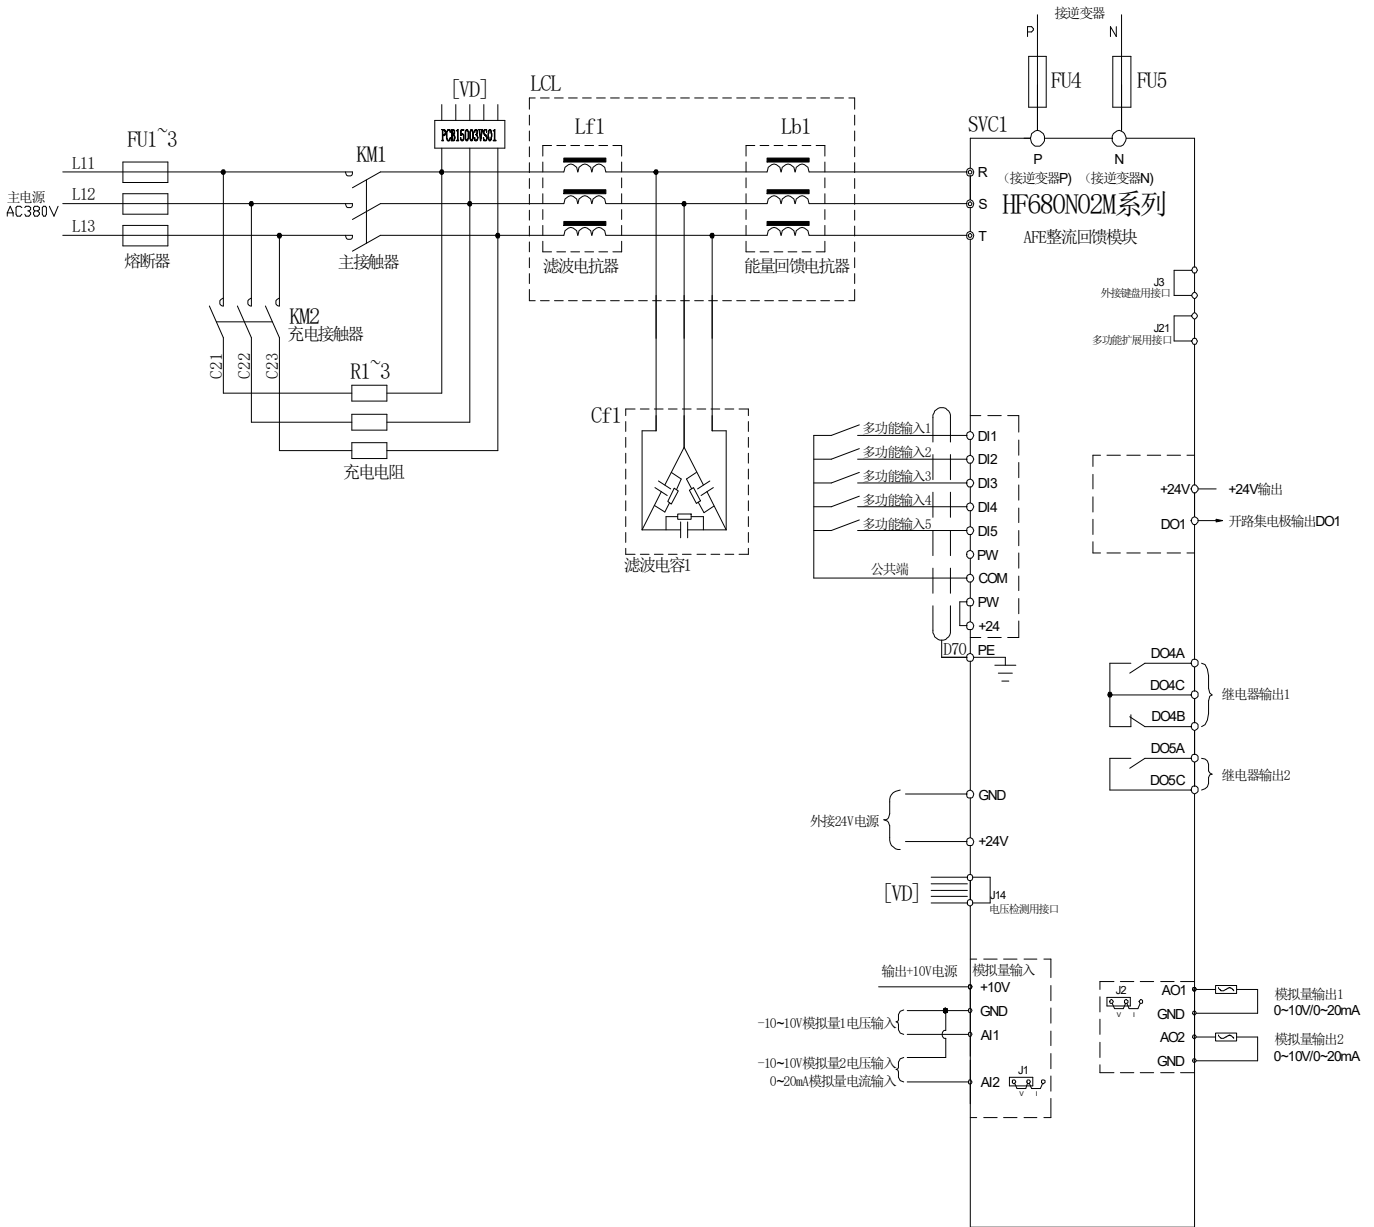 接逆变器
P
N
FU4
FU5
[VD]
PCB15003VS01
LCL
Lf1
Lb1
SVC1
FU1~3
KM1
L11
L12
L13
主电源
AC380V
熔断器
主接触器
滤波电抗器
能量回馈电抗器
R
S
T
P
N
(接逆变器P)
(接逆变器N)
HF680N02M系列
AFE整流回馈模块
J3
外接键盘用接口
J21
多功能扩展用接口
KM2
充电接触器
C21
C22
C23
R1~3
充电电阻
Cf1
滤波电容1
多功能输入1
DI1
多功能输入2
DI2
多功能输入3
DI3
多功能输入4
DI4
多功能输入5
DI5
PW
公共端
COM
PW
+24
D70
PE
+24V
+24V输出
DO1
开路集电极输出DO1
DO4A
DO4C
继电器输出1
DO4B
DO5A
继电器输出2
DO5C
外接24V电源
GND
+24V
[VD]
J14
电压检测用接口
输出+10V电源
模拟量输入
+10V
GND
-10~10V模拟量1电压输入
AI1
-10~10V模拟量2电压输入
0~20mA模拟量电流输入
AI2
J1
V
I
J2
V
I
AO1
GND
模拟量输出1
0~10V/0~20mA
AO2
GND
模拟量输出2
0~10V/0~20mA